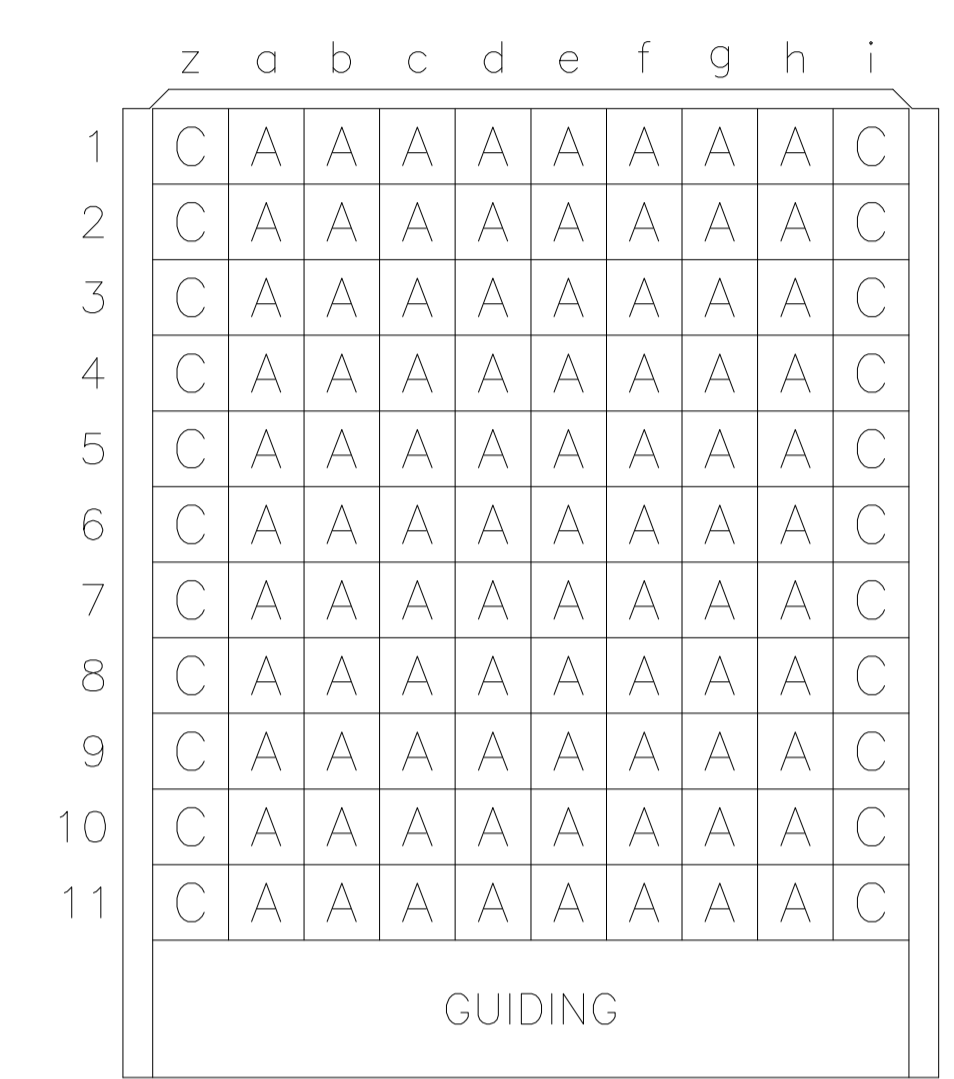 z a b c d e f g h i
1 C A A A A A A A A C
2 C A A A A A A A A C
3 C A A A A A A A A C
4 C A A A A A A A A C
5 C A A A A A A A A C
6 C A A A A A A A A C
7 C A A A A A A A A C
8 C A A A A A A A A C
9 C A A A A A A A A C
10 C A A A A A A A A C
11 C A A A A A A A A C
GUIDING